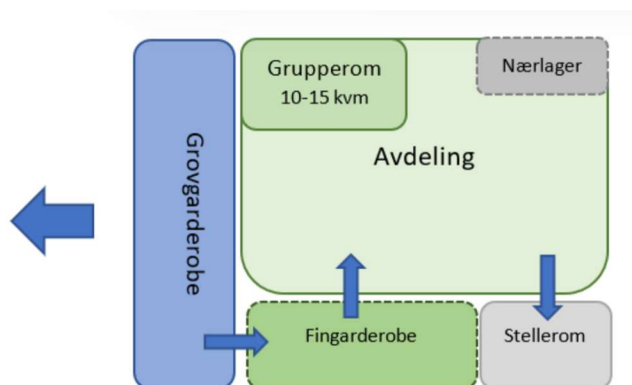 Grupperom
10-15 kvm
Nærlager
Grovgarderobe
Avdeling
Fingarderobe
Stellerom